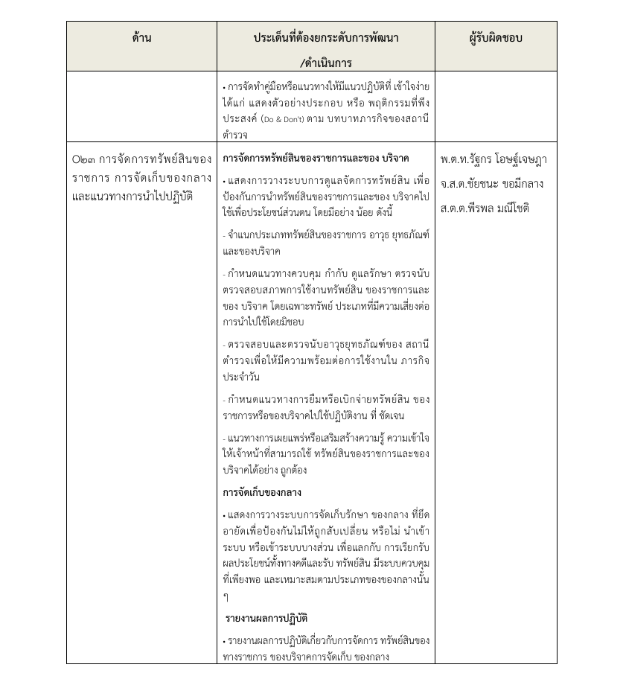 ด้าน
ประเด็นที่ต้องยกระดับการพัฒนา
/ดำเนินการ
ผู้รับผิดชอบ
• การจัดทำคู่มือหรือแนวทางให้มีแนวปฏิบัติที่ เข้าใจง่าย
ได้แก่ แสดงตัวอย่างประกอบ หรือ พฤติกรรมที่พึง
ประสงค์ (Do & Don't) ตาม บทบาทภารกิจของสถานี
ตำรวจ
O๒๓ การจัดการทรัพย์สินของ
ราชการ การจัดเก็บของกลาง
และแนวทางการนำไปปฏิบัติ
การจัดการทรัพย์สินของราชการและของ บริจาค
• แสดงการวางระบบการดูแลจัดการทรัพย์สิน เพื่อ
ป้องกันการนำทรัพย์สินของราชการและของ บริจาคไป
ใช้เพื่อประโยชน์ส่วนตน โดยมีอย่าง น้อย ดังนี้
- จำแนกประเภททรัพย์สินของราชการ อาวุธ ยุทธภัณฑ์
และของบริจาค
- กำหนดแนวทางควบคุม กำกับ ดูแลรักษา ตรวจนับ
ตรวจสอบสภาพการใช้งานทรัพย์สิน ของราชการและ
ของ บริจาค โดยเฉพาะทรัพย์ ประเภทที่มีความเสี่ยงต่อ
การนำไปใช้โดยมิชอบ
- ตรวจสอบและตรวจนับอาวุธยุทธภัณฑ์ของ สถานี
ตำรวจเพื่อให้มีความพร้อมต่อการใช้งานใน ภารกิจ
ประจำวัน
- กำหนดแนวทางการยืมหรือเบิกจ่ายทรัพย์สิน ของ
ราชการหรือของบริจาคไปใช้ปฏิบัติงาน ที่ ชัดเจน
- แนวทางการเผยแพร่หรือเสริมสร้างความรู้ ความเข้าใจ
ให้เจ้าหน้าที่สามารถใช้ ทรัพย์สินของราชการและของ
บริจาคได้อย่าง ถูกต้อง
การจัดเก็บของกลาง
• แสดงการวางระบบการจัดเก็บรักษา ของกลาง ที่ยึด
อายัดเพื่อป้องกันไม่ให้ถูกสับเปลี่ยน หรือไม่ นำเข้า
ระบบ หรือเข้าระบบบางส่วน เพื่อแลกกับ การเรียกรับ
ผลประโยชน์ทั้งทางคดีและรับ ทรัพย์สิน มีระบบควบคุม
ที่เพียงพอ และเหมาะสมตามประเภทของของกลางนั้น
ๆ
รายงานผลการปฏิบัติ
• รายงานผลการปฏิบัติเกี่ยวกับการจัดการ ทรัพย์สินของ
ทางราชการ ของบริจาคการจัดเก็บ ของกลาง
พ.ต.ท.รัฐกร โอษฐ์เจษฎา
จ.ส.ต.ชัยชนะ ขอมีกลาง
ส.ต.ต.พีรพล มณีโชติ